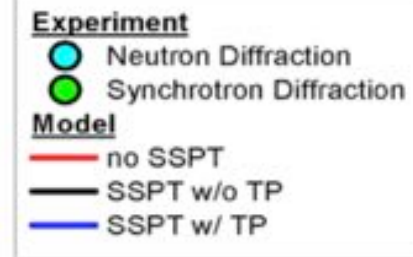 Experiment
Neutron Diffraction
Synchrotron Diffraction
Model
no SSPT
SSPT w/o TP
SSPT w/ TP